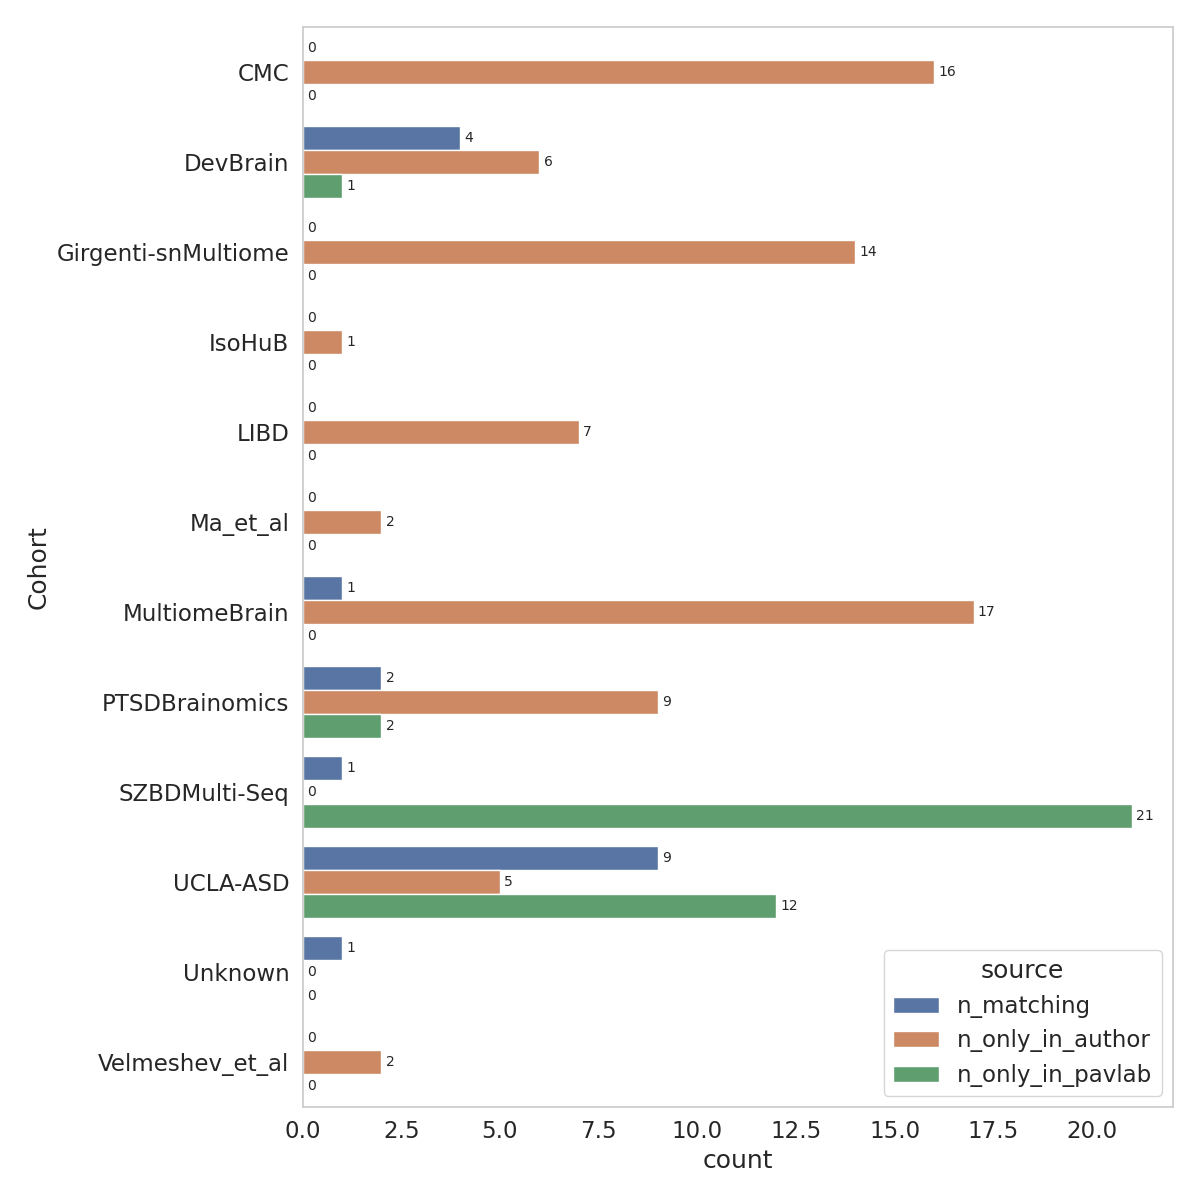 0
CMC 16
0
4
DevBrain 6
1
0
Girgenti-snMultiome 14
0
0
IsoHuB 1
0
0
LIBD 7
0
0
Ma_et_al 2
0
1
MultiomeBrain 17
0
2
PTSDBrainomics 9
2
1
SZBDMulti-Seq 0
21
9
UCLA-ASD 5
12
1
Unknown 0
0
0
Velmeshev_et_al 2
0
Cohort
source
n_matching
n_only_in_author
n_only_in_pavlab
0.0 2.5 5.0 7.5 10.0 12.5 15.0 17.5 20.0
count